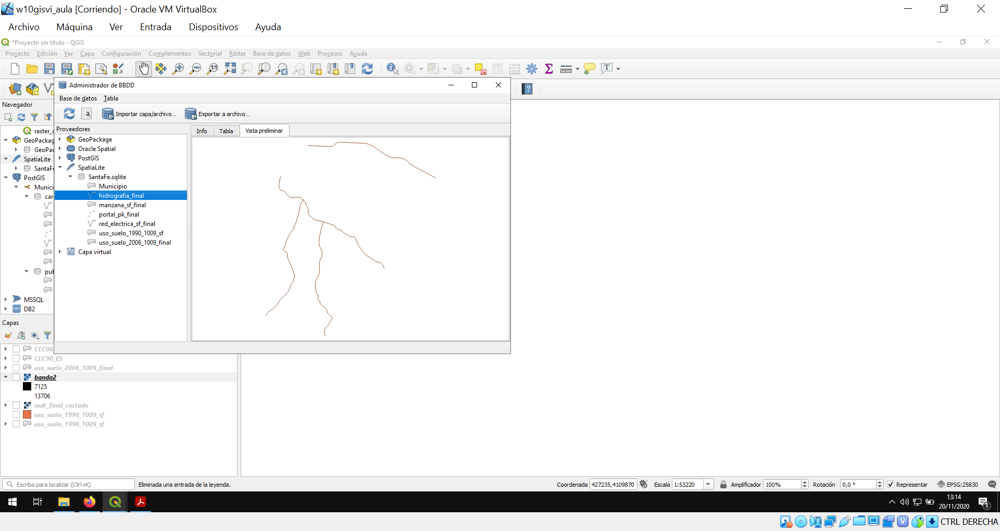 w10gisvi_aula [Corriendo] - Oracle VM VirtualBox
Archivo Máquina Ver Entrada Dispositivos Ayuda
*Proyecto sin título - QGIS
Proyecto Edición Ver Capa Configuración Complementos Vectorial Ráster Base de datos Web Procesos Ayuda
Administrador de BBDD
Base de datos Tabla
Importar capa/archivo... Exportar a archivo...
Navegador
Proveedores
Info Tabla Vista preliminar
raster_
GeoPackag
GeoPac
SpatiaLite
SantaFe
PostGIS
Munici
car
pub
MSSQL
DB2
GeoPackage
Oracle Spatial
PostGIS
SpatiaLite
SantaFe.sqlite
Municipio
hidrografia_final
manzana_sf_final
portal_pk_final
red_electrica_sf_final
uso_suelo_1990_1009_sf
uso_suelo_2006_1009_final
Capa virtual
Capas
CLC06
CLC90_ES
uso_suelo_2006_1009_final
banda2
7125
13706
mdt_final_cortado
uso_suelo_1990_1009_sf
uso_suelo_1990_1009_sf
Escriba para localizar (Ctrl+K) Eliminada una entrada de la leyenda. Coordenada 427235,4109870 Escala 1:53220 Amplificador 100% Rotación 0,0 ° Representar EPSG:25830
13:14
20/11/2020
1
CTRL DERECHA